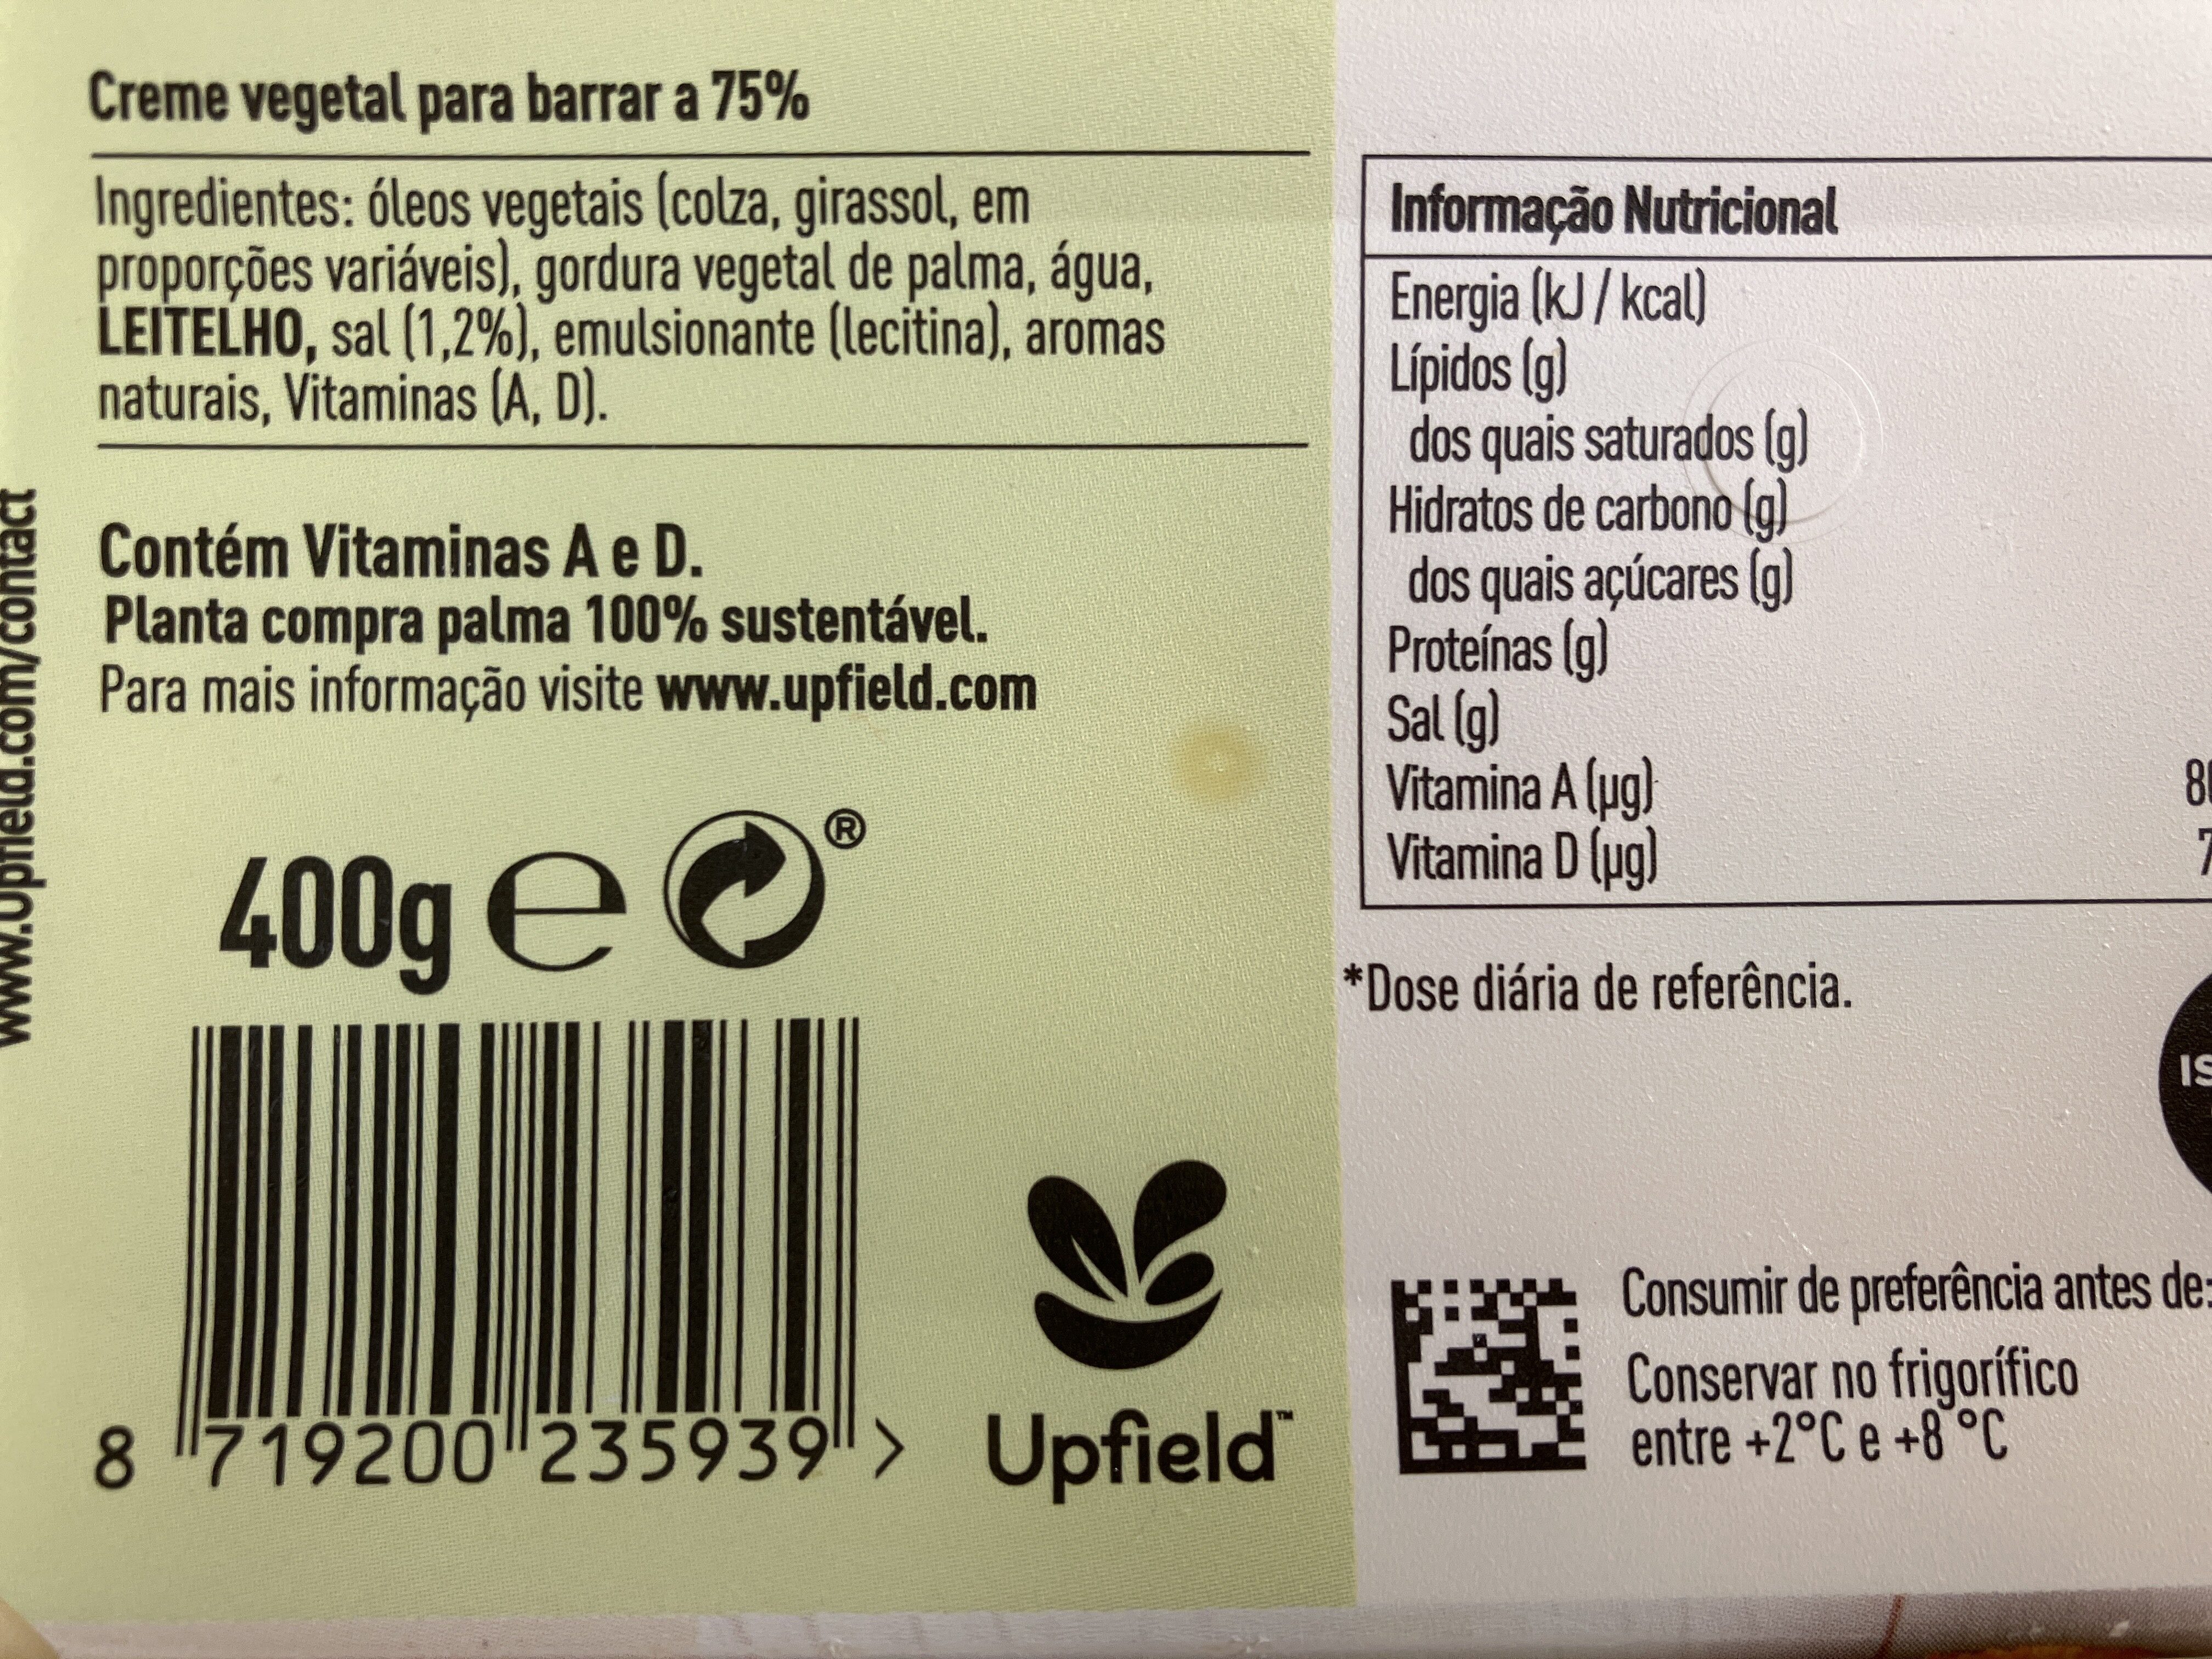 Creme vegetal para barrar a 75%
Ingredientes: óleos vegetais (colza, girassol, em
proporções variáveis), gordura vegetal de palma, água,
LEITELHO, sal (1,2%), emulsionante (lecitina), aromas
naturais, Vitaminas (A, D).
Contém Vitaminas A e D.
Planta compra palma 100% sustentável.
Para mais informação visite www.upfield.com
400g e ®
8 719200 235939 >
Upfield™
www.Upfield.com/contact
Informação Nutricional
Energia (kJ / kcal)
Lípidos (g)
dos quais saturados (g)
Hidratos de carbono (g)
dos quais açúcares (g)
Proteínas (g)
Sal (g)
Vitamina A (µg)
Vitamina D (µg)
*Dose diária de referência.
Consumir de preferência antes de:
Conservar no frigorífico
entre +2°C e +8 °C